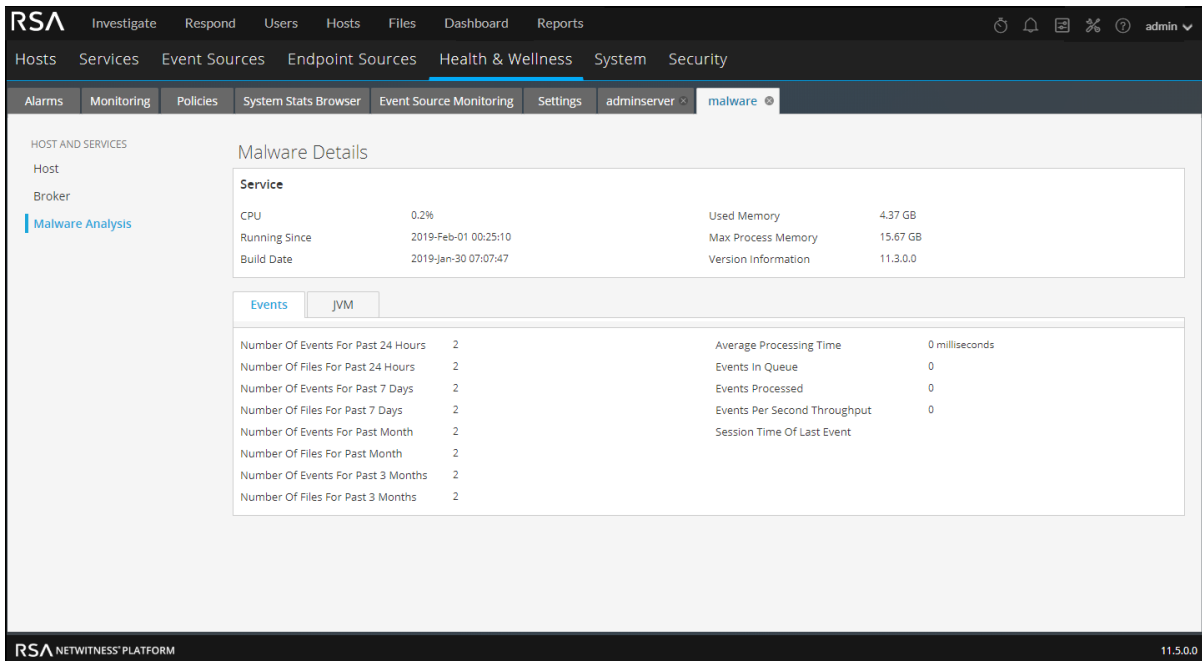 RSA Investigate Respond Users Hosts Files Dashboard Reports admin
Hosts Services Event Sources Endpoint Sources Health & Wellness System Security
Alarms Monitoring Policies System Stats Browser Event Source Monitoring Settings adminserver malware
HOST AND SERVICES
Host
Broker
Malware Analysis
Malware Details
Service
CPU 0.2% Used Memory 4.37 GB
Running Since 2019-Feb-01 00:25:10 Max Process Memory 15.67 GB
Build Date 2019-Jan-30 07:07:47 Version Information 11.3.0.0
Events JVM
Number Of Events For Past 24 Hours 2 Average Processing Time 0 milliseconds
Number Of Files For Past 24 Hours 2 Events In Queue 0
Number Of Events For Past 7 Days 2 Events Processed 0
Number Of Files For Past 7 Days 2 Events Per Second Throughput 0
Number Of Events For Past Month 2 Session Time Of Last Event
Number Of Files For Past Month 2
Number Of Events For Past 3 Months 2
Number Of Files For Past 3 Months 2
RSA NETWITNESS® PLATFORM 11.5.0.0